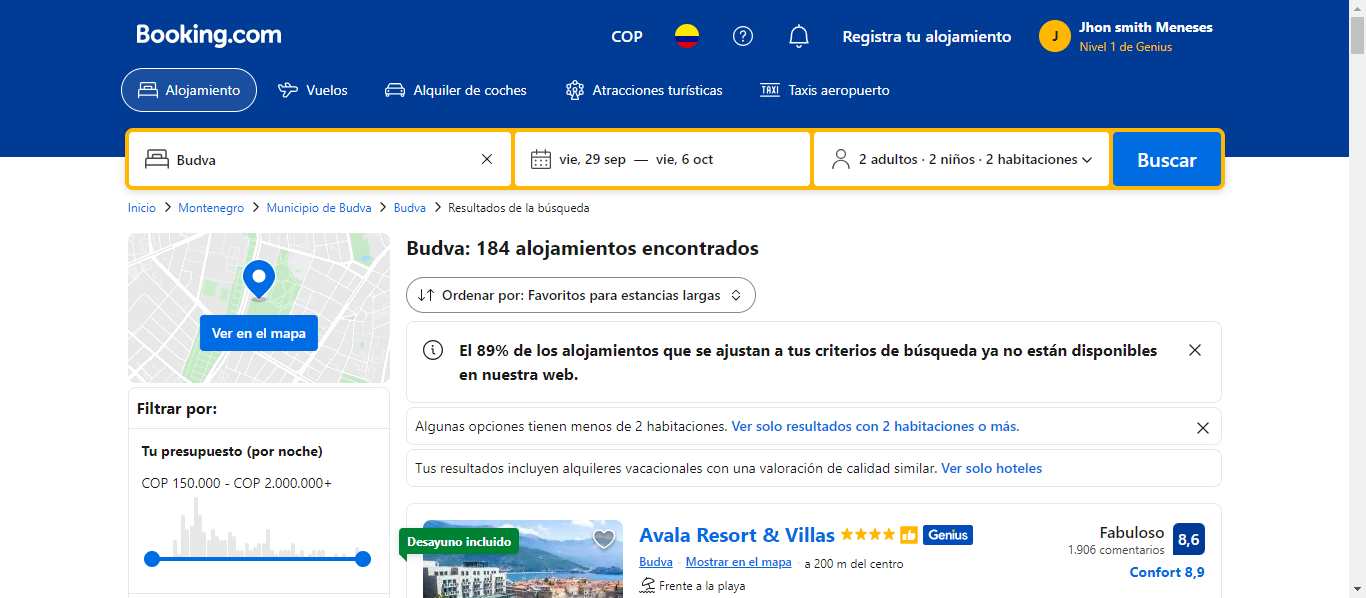 Booking.com
COP
Registra tu alojamiento
J
Jhon smith Meneses
Nivel 1 de Genius
Alojamiento
Vuelos
Alquiler de coches
Atracciones turísticas
TAXI
Taxis aeropuerto
Budva
vie, 29 sep — vie, 6 oct
2 adultos · 2 niños · 2 habitaciones
Buscar
Inicio > Montenegro > Municipio de Budva > Budva > Resultados de la búsqueda
Ver en el mapa
Filtrar por:
Tu presupuesto (por noche)
COP 150.000 - COP 2.000.000+
Budva: 184 alojamientos encontrados
Ordenar por: Favoritos para estancias largas
El 89% de los alojamientos que se ajustan a tus criterios de búsqueda ya no están disponibles
en nuestra web.
Algunas opciones tienen menos de 2 habitaciones. Ver solo resultados con 2 habitaciones o más.
Tus resultados incluyen alquileres vacacionales con una valoración de calidad similar. Ver solo hoteles
Desayuno incluido
Avala Resort & Villas
Genius
Budva · Mostrar en el mapa · a 200 m del centro
Frente a la playa
Fabuloso
1.906 comentarios
8,6
Confort 8,9